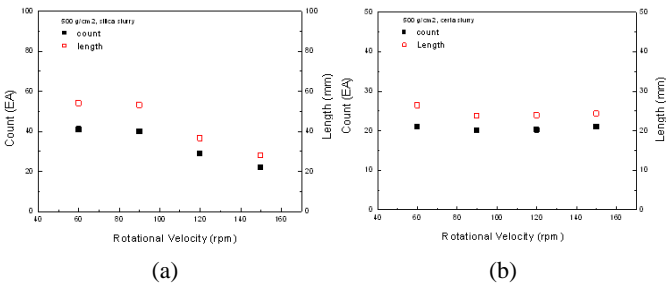 500 g/cm2, silica slurry
count
length
100
80
60
40
20
0
Count (EA)
100
80
60
40
20
0
Length (mm)
40 60 80 100 120 140 160
Rotational Velocity (rpm)
(a)
500 g/cm2, ceria slurry
count
Length
50
40
30
20
10
0
Count (EA)
50
40
30
20
10
0
Length (mm)
40 60 80 100 120 140 160
Rotational Velocity (rpm)
(b)